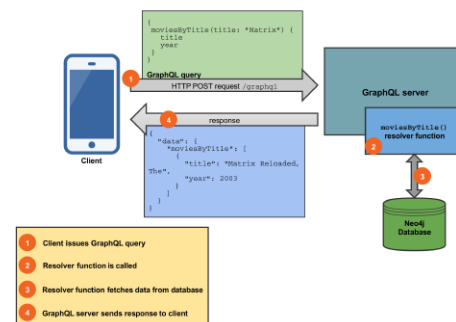 {
moviesByTitle(title: "Matrix") {
title
year
}
}
GraphQL query
1
HTTP POST request /graphql
4
response
{
"data": {
"moviesByTitle": [
{
"title": "Matrix Reloaded,
The",
"year": 2003
}
]
}
}
Client
GraphQL server
moviesByTitle()
resolver function
2
3
Neo4j
Database
1 Client issues GraphQL query
2 Resolver function is called
3 Resolver function fetches data from database
4 GraphQL server sends response to client